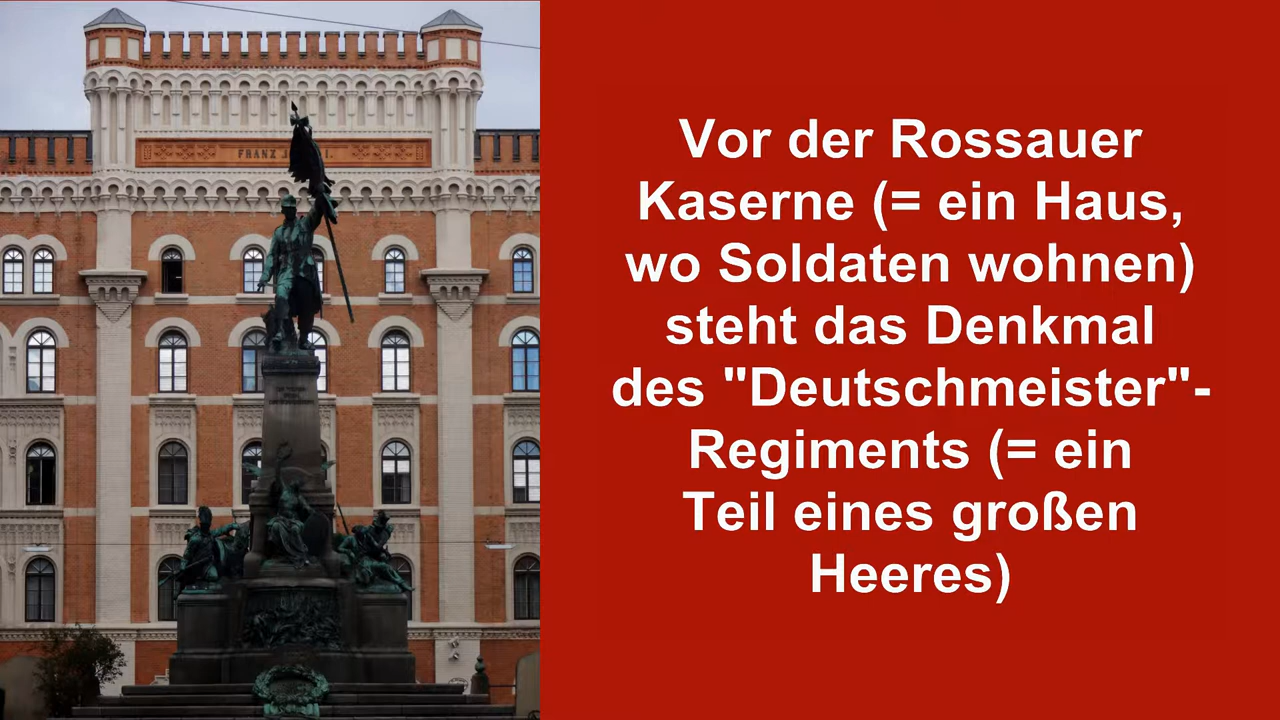 FRANZ
Vor der Rossauer
Kaserne (= ein Haus,
wo Soldaten wohnen)
steht das Denkmal
des "Deutschmeister"-
Regiments (= ein
Teil eines großen
Heeres)